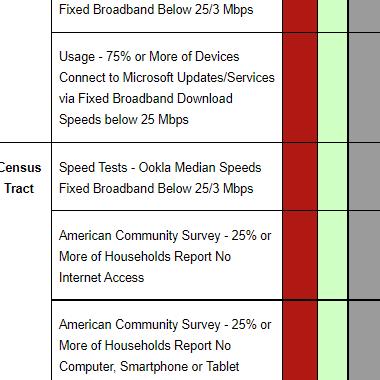 Fixed Broadband Below 25/3 Mbps
Usage - 75% or More of Devices
Connect to Microsoft Updates/Services
via Fixed Broadband Download
Speeds below 25 Mbps
Census
Tract
Speed Tests - Ookla Median Speeds
Fixed Broadband Below 25/3 Mbps
American Community Survey - 25% or
More of Households Report No
Internet Access
American Community Survey - 25% or
More of Households Report No
Computer, Smartphone or Tablet